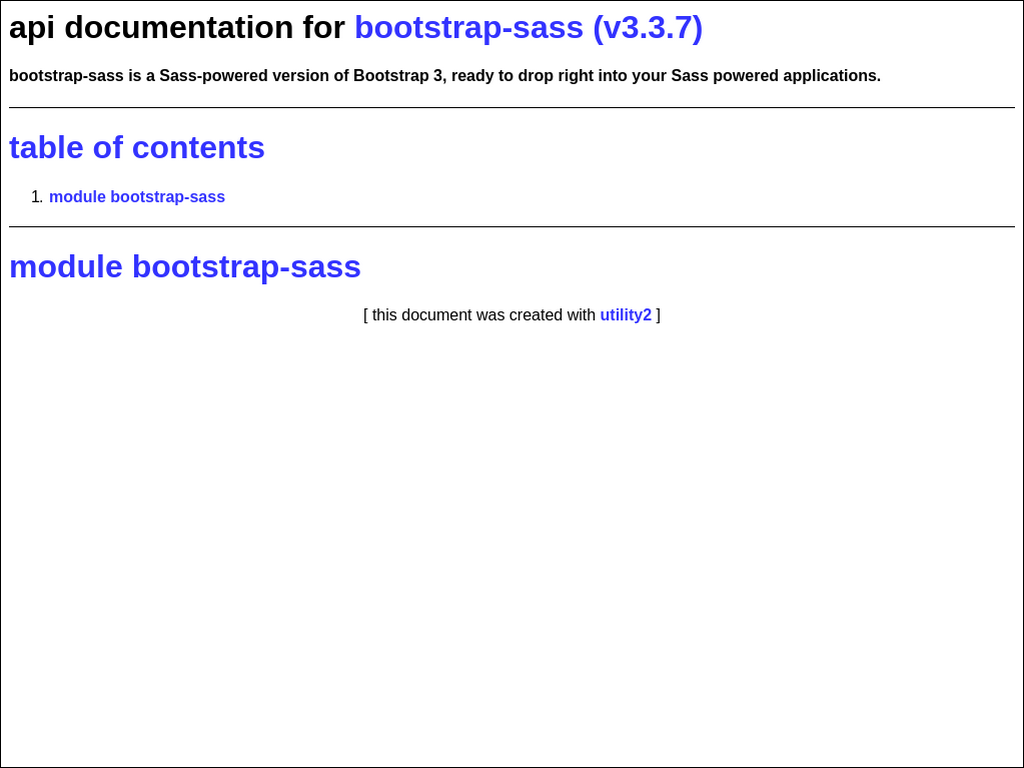 api documentation for bootstrap-sass (v3.3.7)
bootstrap-sass is a Sass-powered version of Bootstrap 3, ready to drop right into your Sass powered applications.
table of contents
1. module bootstrap-sass
module bootstrap-sass
[ this document was created with utility2 ]